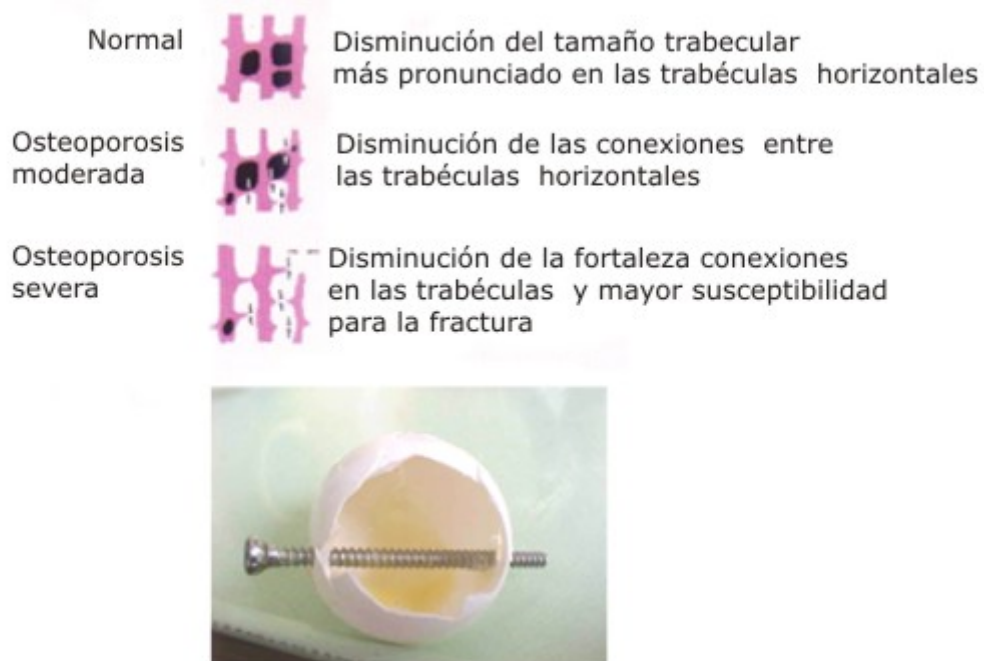 Normal
Disminución del tamaño trabecular
más pronunciado en las trabéculas horizontales
Osteoporosis
moderada
Disminución de las conexiones entre
las trabéculas horizontales
Osteoporosis
severa
Disminución de la fortaleza conexiones
en las trabéculas y mayor susceptibilidad
para la fractura